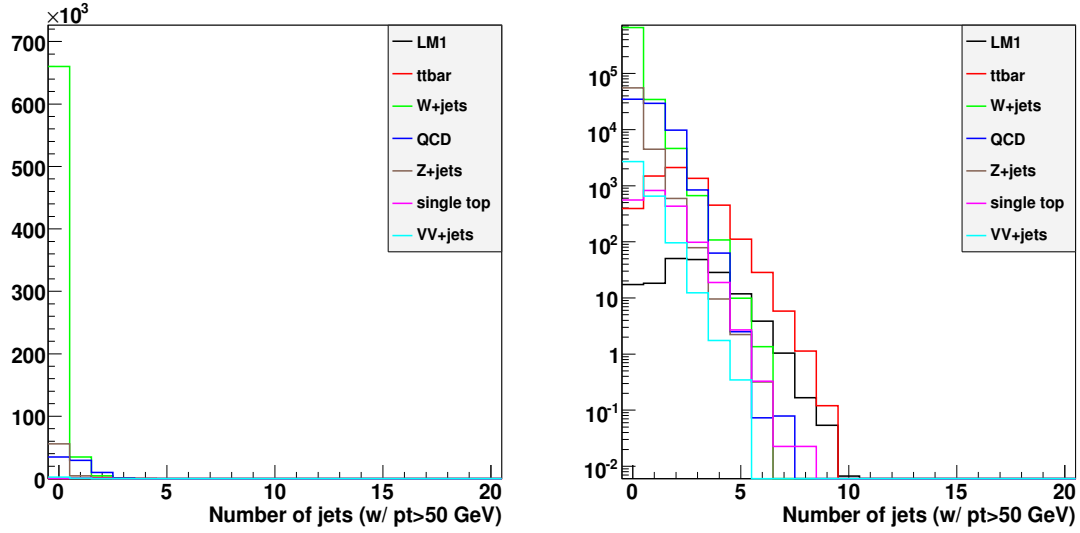 ×10³
700
600
500
400
300
200
100
0
0 5 10 15 20
Number of jets (w/ pt>50 GeV)
LM1
ttbar
W+jets
QCD
Z+jets
single top
VV+jets
10⁵
10⁴
10³
10²
10
1
10⁻¹
10⁻²
0 5 10 15 20
Number of jets (w/ pt>50 GeV)
LM1
ttbar
W+jets
QCD
Z+jets
single top
VV+jets